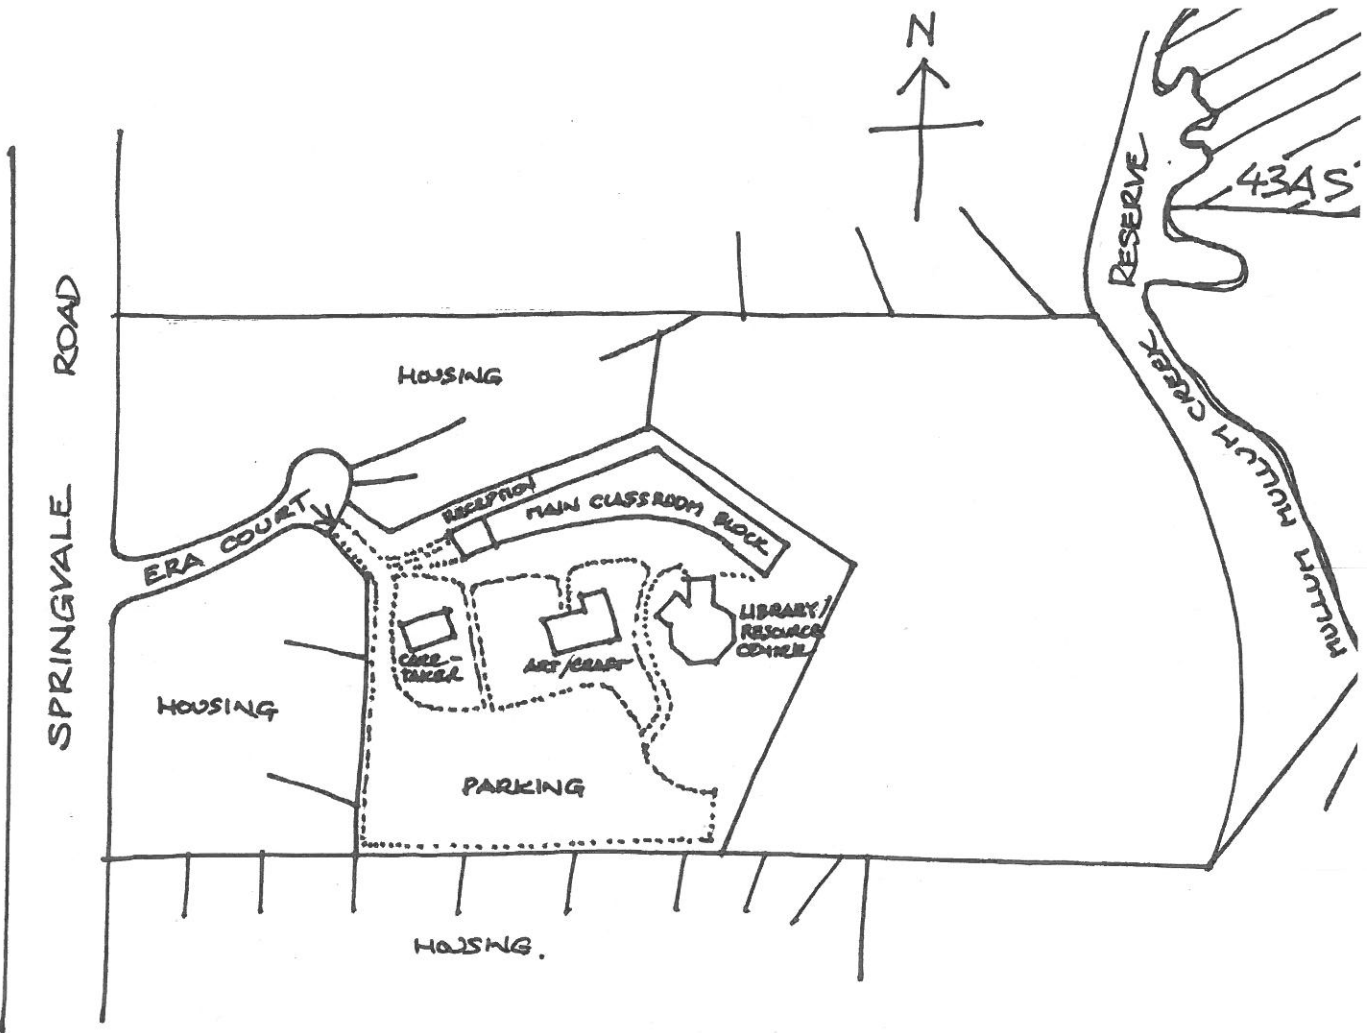 N
43AS
RESERVE
ROAD
HOUSING
MULLUM MULLUM CREEK
RECEPTION
MAIN CLASSROOM BLOCK
ERA COURT
LIBRARY/
RESOURCE
CENTRE
CARE-
TAKER
ART/CRAFT
SPRINGVALE
HOUSING
PARKING
HOUSING.